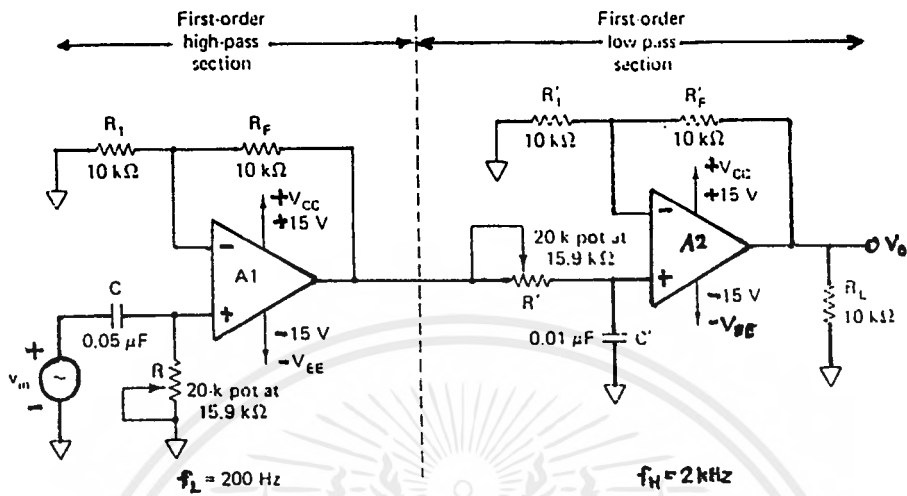 First-order
high-pass
section
First-order
low pass
section
R1
10 kΩ
RF
10 kΩ
+VCC
+15 V
A1
−
+
−15 V
−VEE
C
0.05 µF
+
vin
−
R
20-k pot at
15.9 kΩ
fL = 200 Hz
R'1
10 kΩ
R'F
10 kΩ
+VCC
+15 V
A2
−
+
−15 V
−VEE
20-k pot at
15.9 kΩ
R'
0.01 µF
C'
Vo
RL
10 kΩ
fH = 2kHz